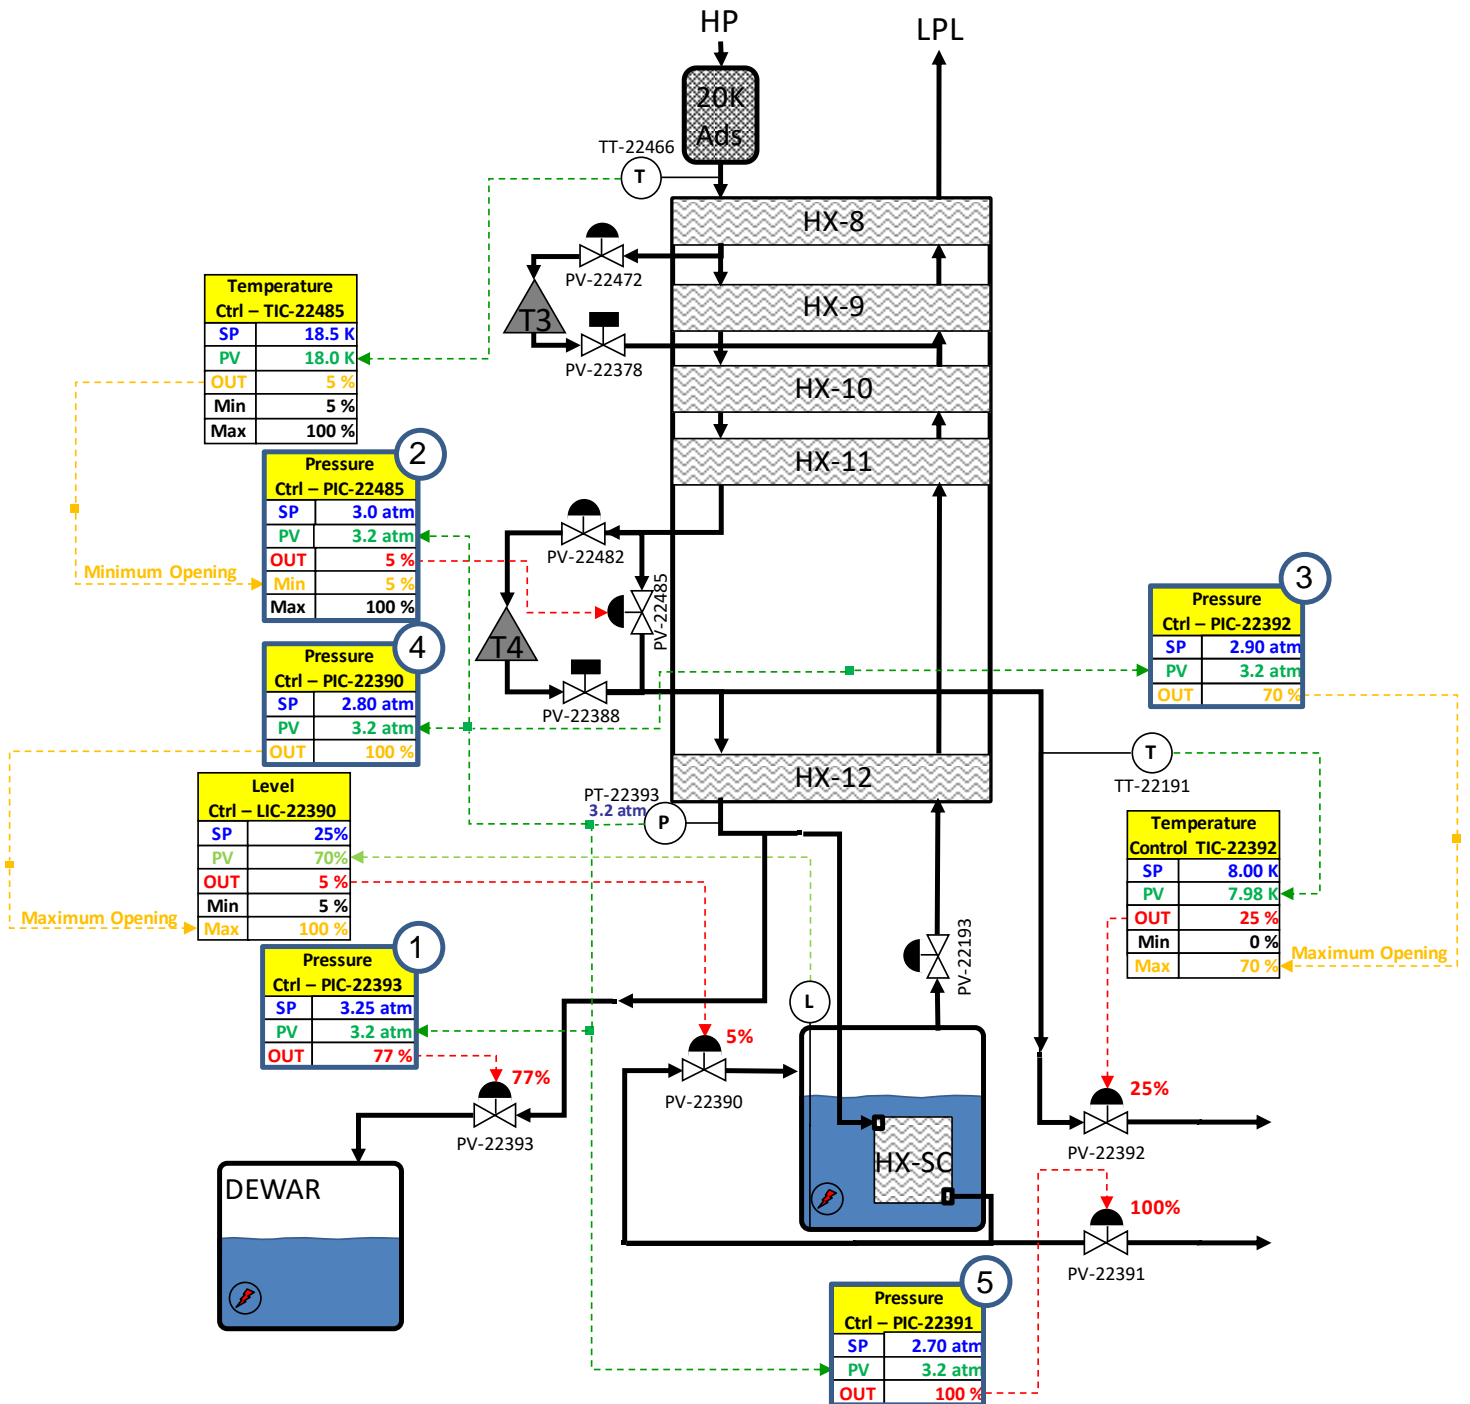 HP
LPL
20K
Ads
TT-22466
T
HX-8
PV-22472
T3
HX-9
PV-22378
HX-10
HX-11
Temperature
Ctrl – TIC-22485
SP 18.5 K
PV 18.0 K
OUT 5 %
Min 5 %
Max 100 %
2
Pressure
Ctrl – PIC-22485
SP 3.0 atm
PV 3.2 atm
OUT 5 %
Min 5 %
Max 100 %
Minimum Opening
PV-22482
PV-22485
T4
PV-22388
3
Pressure
Ctrl – PIC-22392
SP 2.90 atm
PV 3.2 atm
OUT 70 %
4
Pressure
Ctrl – PIC-22390
SP 2.80 atm
PV 3.2 atm
OUT 100 %
HX-12
T
TT-22191
PT-22393
3.2 atm
P
Level
Ctrl – LIC-22390
SP 25%
PV 70%
OUT 5 %
Min 5 %
Max 100 %
Maximum Opening
Temperature
Control TIC-22392
SP 8.00 K
PV 7.98 K
OUT 25 %
Min 0 %
Max 70 %
Maximum Opening
1
Pressure
Ctrl – PIC-22393
SP 3.25 atm
PV 3.2 atm
OUT 77 %
PV-22193
L
5%
PV-22390
77%
PV-22393
25%
PV-22392
HX-SC
DEWAR
100%
PV-22391
5
Pressure
Ctrl – PIC-22391
SP 2.70 atm
PV 3.2 atm
OUT 100 %